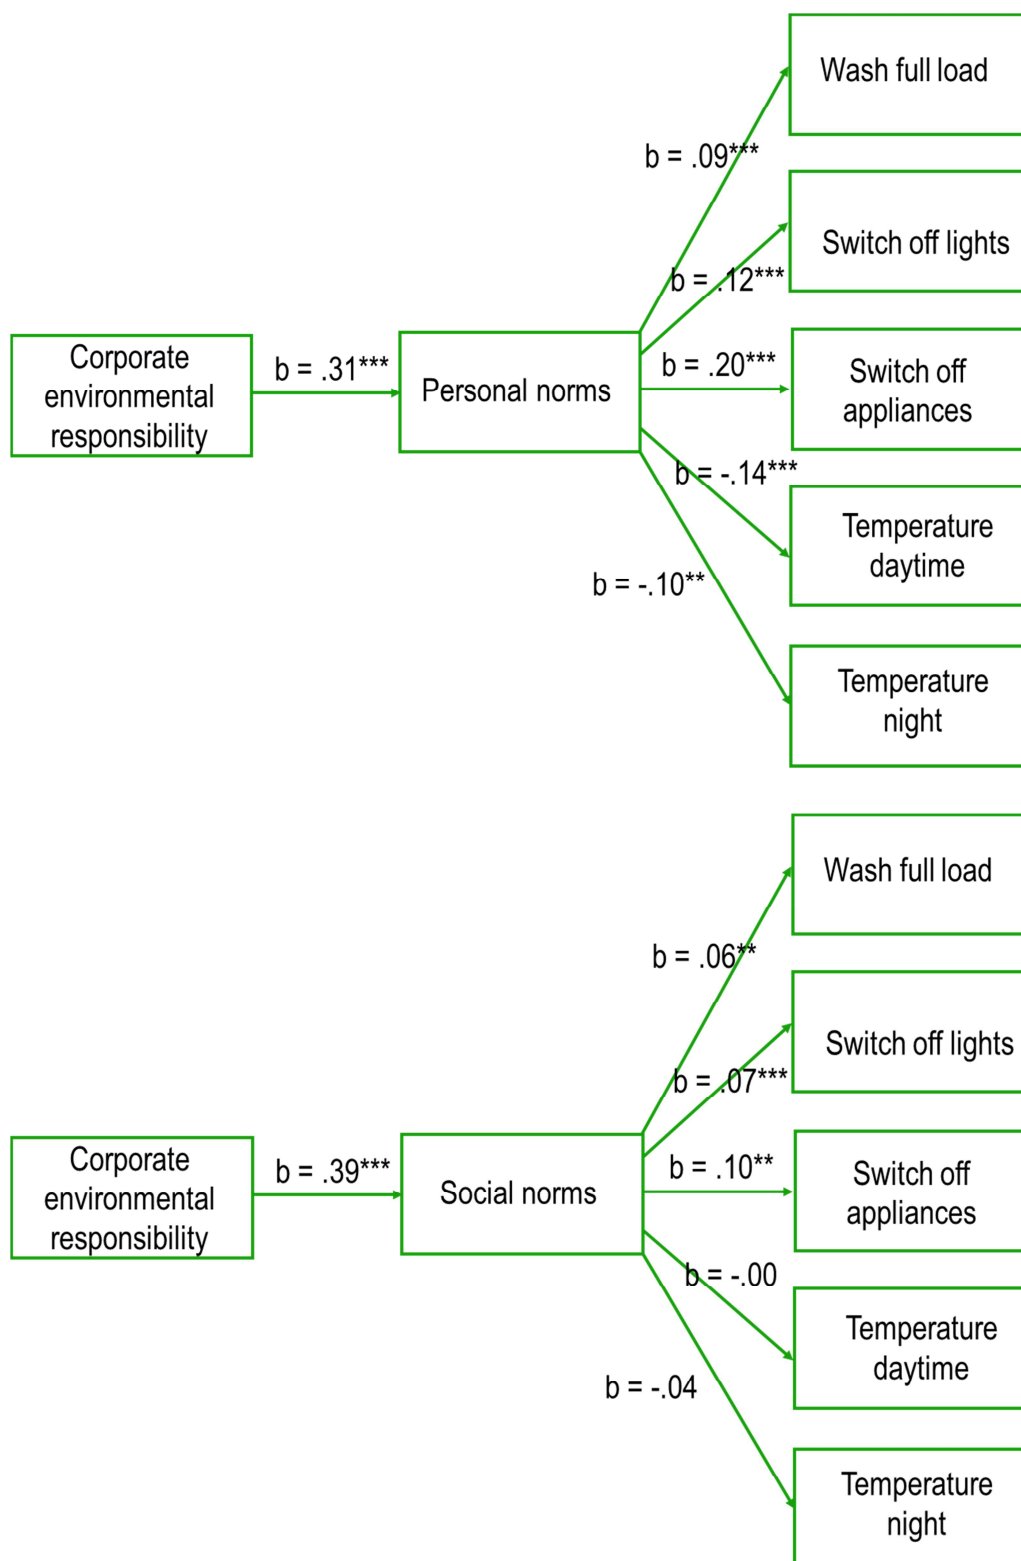 Wash full load
b = .09***
Switch off lights
b = .12***
Corporate
environmental
responsibility
b = .31***
Personal norms
b = .20***
Switch off
appliances
b = -.14***
Temperature
daytime
b = -.10**
Temperature
night
Wash full load
b = .06**
Switch off lights
b = .07***
Corporate
environmental
responsibility
b = .39***
Social norms
b = .10**
Switch off
appliances
b = -.00
Temperature
daytime
b = -.04
Temperature
night